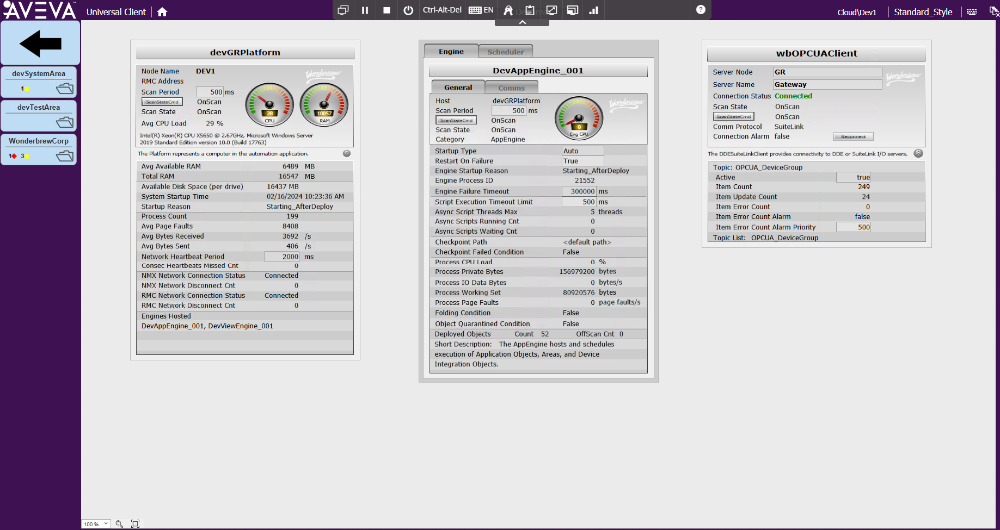 AVEVA™ Universal Client
Ctrl-Alt-Del EN
Cloud\Dev1 Standard_Style
devSystemArea
1
devTestArea
WonderbrewCorp
1 3
devGRPlatform
Wonderware
Node Name DEV1
RMC Address
Scan Period 500 ms
ScanStateCmd OnScan
Scan State OnScan
Avg CPU Load 29 %
28
CPU
10057
RAM
Intel(R) Xeon(R) CPU X5650 @ 2.67GHz, Microsoft Windows Server
2019 Standard Edition version 10.0 (Build 17763)
The Platform represents a computer in the automation application.
Avg Available RAM 6489 MB
Total RAM 16547 MB
Available Disk Space (per drive) 16437 MB
System Startup Time 02/16/2024 10:23:36 AM
Startup Reason Starting_AfterDeploy
Process Count 199
Avg Page Faults 8408
Avg Bytes Received 3692 /s
Avg Bytes Sent 406 /s
Network Heartbeat Period 2000 ms
Consec Heartbeats Missed Cnt 0
NMX Network Connection Status Connected
NMX Network Disconnect Cnt 0
RMC Network Connection Status Connected
RMC Network Disconnect Cnt 0
Engines Hosted
DevAppEngine_001, DevViewEngine_001
Engine Scheduler
DevAppEngine_001
General Comms
Wonderware
Host devGRPlatform
Scan Period 500 ms
ScanStateCmd OnScan
Scan State OnScan
Category AppEngine
0
Eng CPU
Startup Type Auto
Restart On Failure True
Engine Startup Reason Starting_AfterDeploy
Engine Process ID 21552
Engine Failure Timeout 300000 ms
Script Execution Timeout Limit 500 ms
Async Script Threads Max 5 threads
Async Scripts Running Cnt 0
Async Scripts Waiting Cnt 0
Checkpoint Path <default path>
Checkpoint Failed Condition False
Process CPU Load 0 %
Process Private Bytes 156979200 bytes
Process IO Data Bytes 0 bytes/s
Process Working Set 80920576 bytes
Process Page Faults 0 page faults/s
Folding Condition False
Object Quarantined Condition False
Deployed Objects Count 52 OffScan Cnt 0
Short Description: The AppEngine hosts and schedules
execution of Application Objects, Areas, and Device
Integration Objects.
wbOPCUAClient
Wonderware
Server Node GR
Server Name Gateway
Connection Status Connected
Scan State OnScan
ScanStateCmd OnScan
Comm Protocol SuiteLink
Connection Alarm false Reconnect
The DDESuiteLinkClient provides connectivity to DDE or SuiteLink I/O servers.
Topic: OPCUA_DeviceGroup
Active true
Item Count 249
Item Update Count 24
Item Error Count 0
Item Error Count Alarm false
Item Error Count Alarm Priority 500
Topic List: OPCUA_DeviceGroup
100 %